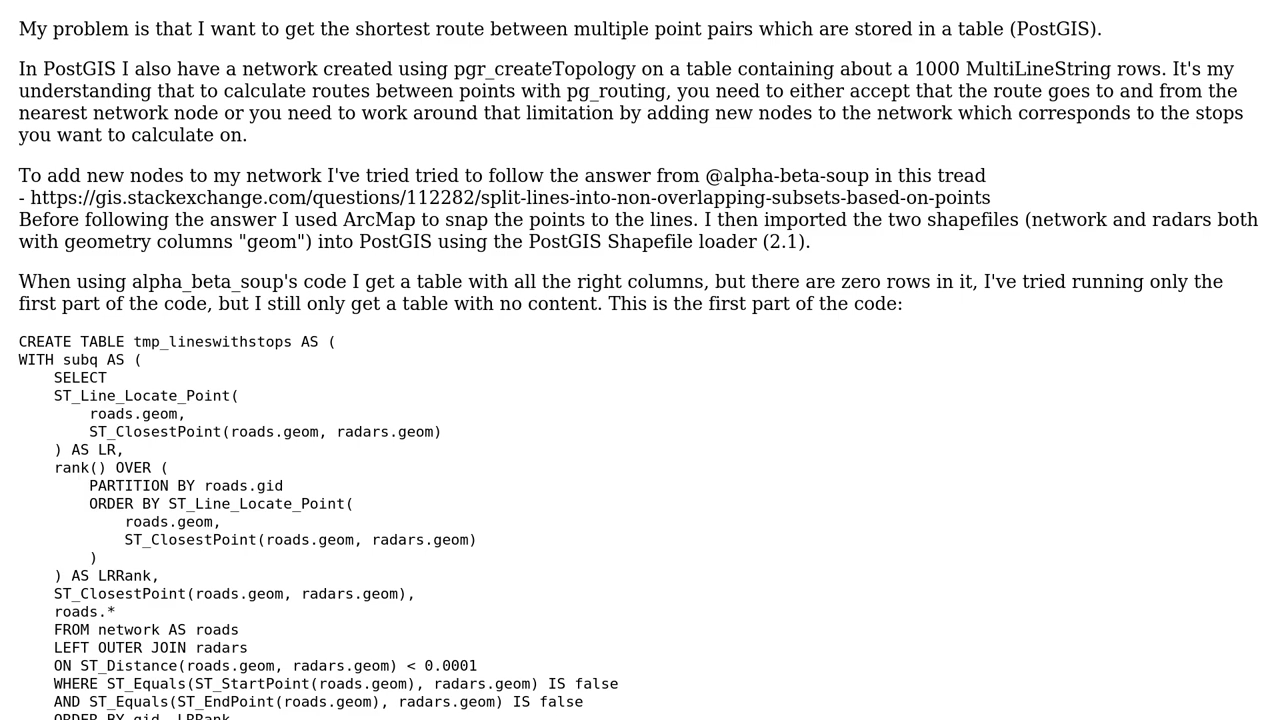 My problem is that I want to get the shortest route between multiple point pairs which are stored in a table (PostGIS).
In PostGIS I also have a network created using pgr_createTopology on a table containing about a 1000 MultiLineString rows. It's my
understanding that to calculate routes between points with pg_routing, you need to either accept that the route goes to and from the
nearest network node or you need to work around that limitation by adding new nodes to the network which corresponds to the stops
you want to calculate on.
To add new nodes to my network I've tried tried to follow the answer from @alpha-beta-soup in this tread
- https://gis.stackexchange.com/questions/112282/split-lines-into-non-overlapping-subsets-based-on-points
Before following the answer I used ArcMap to snap the points to the lines. I then imported the two shapefiles (network and radars both
with geometry columns "geom") into PostGIS using the PostGIS Shapefile loader (2.1).
When using alpha_beta_soup's code I get a table with all the right columns, but there are zero rows in it, I've tried running only the
first part of the code, but I still only get a table with no content. This is the first part of the code:
CREATE TABLE tmp_lineswithstops AS (
WITH subq AS (
    SELECT
    ST_Line_Locate_Point(
        roads.geom,
        ST_ClosestPoint(roads.geom, radars.geom)
    ) AS LR,
    rank() OVER (
        PARTITION BY roads.gid
        ORDER BY ST_Line_Locate_Point(
            roads.geom,
            ST_ClosestPoint(roads.geom, radars.geom)
        )
    ) AS LRRank,
    ST_ClosestPoint(roads.geom, radars.geom),
    roads.*
    FROM network AS roads
    LEFT OUTER JOIN radars
    ON ST_Distance(roads.geom, radars.geom) < 0.0001
    WHERE ST_Equals(ST_StartPoint(roads.geom), radars.geom) IS false
    AND ST_Equals(ST_EndPoint(roads.geom), radars.geom) IS false
    ORDER BY gid, LRRank